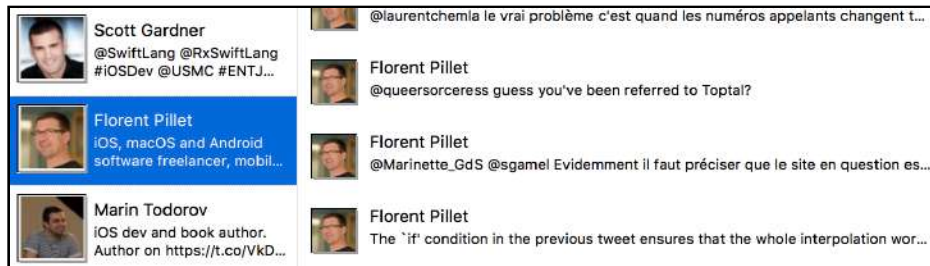 Scott Gardner
@SwiftLang @RxSwiftLang
#iOSDev @USMC #ENTJ...
Florent Pillet
iOS, macOS and Android
software freelancer, mobil...
Marin Todorov
iOS dev and book author.
Author on https://t.co/VkD...
@laurentchemla le vrai problème c'est quand les numéros appelants changent t...
Florent Pillet
@queersorceress guess you've been referred to Toptal?
Florent Pillet
@Marinette_GdS @sgamel Evidemment il faut préciser que le site en question es...
Florent Pillet
The `if' condition in the previous tweet ensures that the whole interpolation wor...